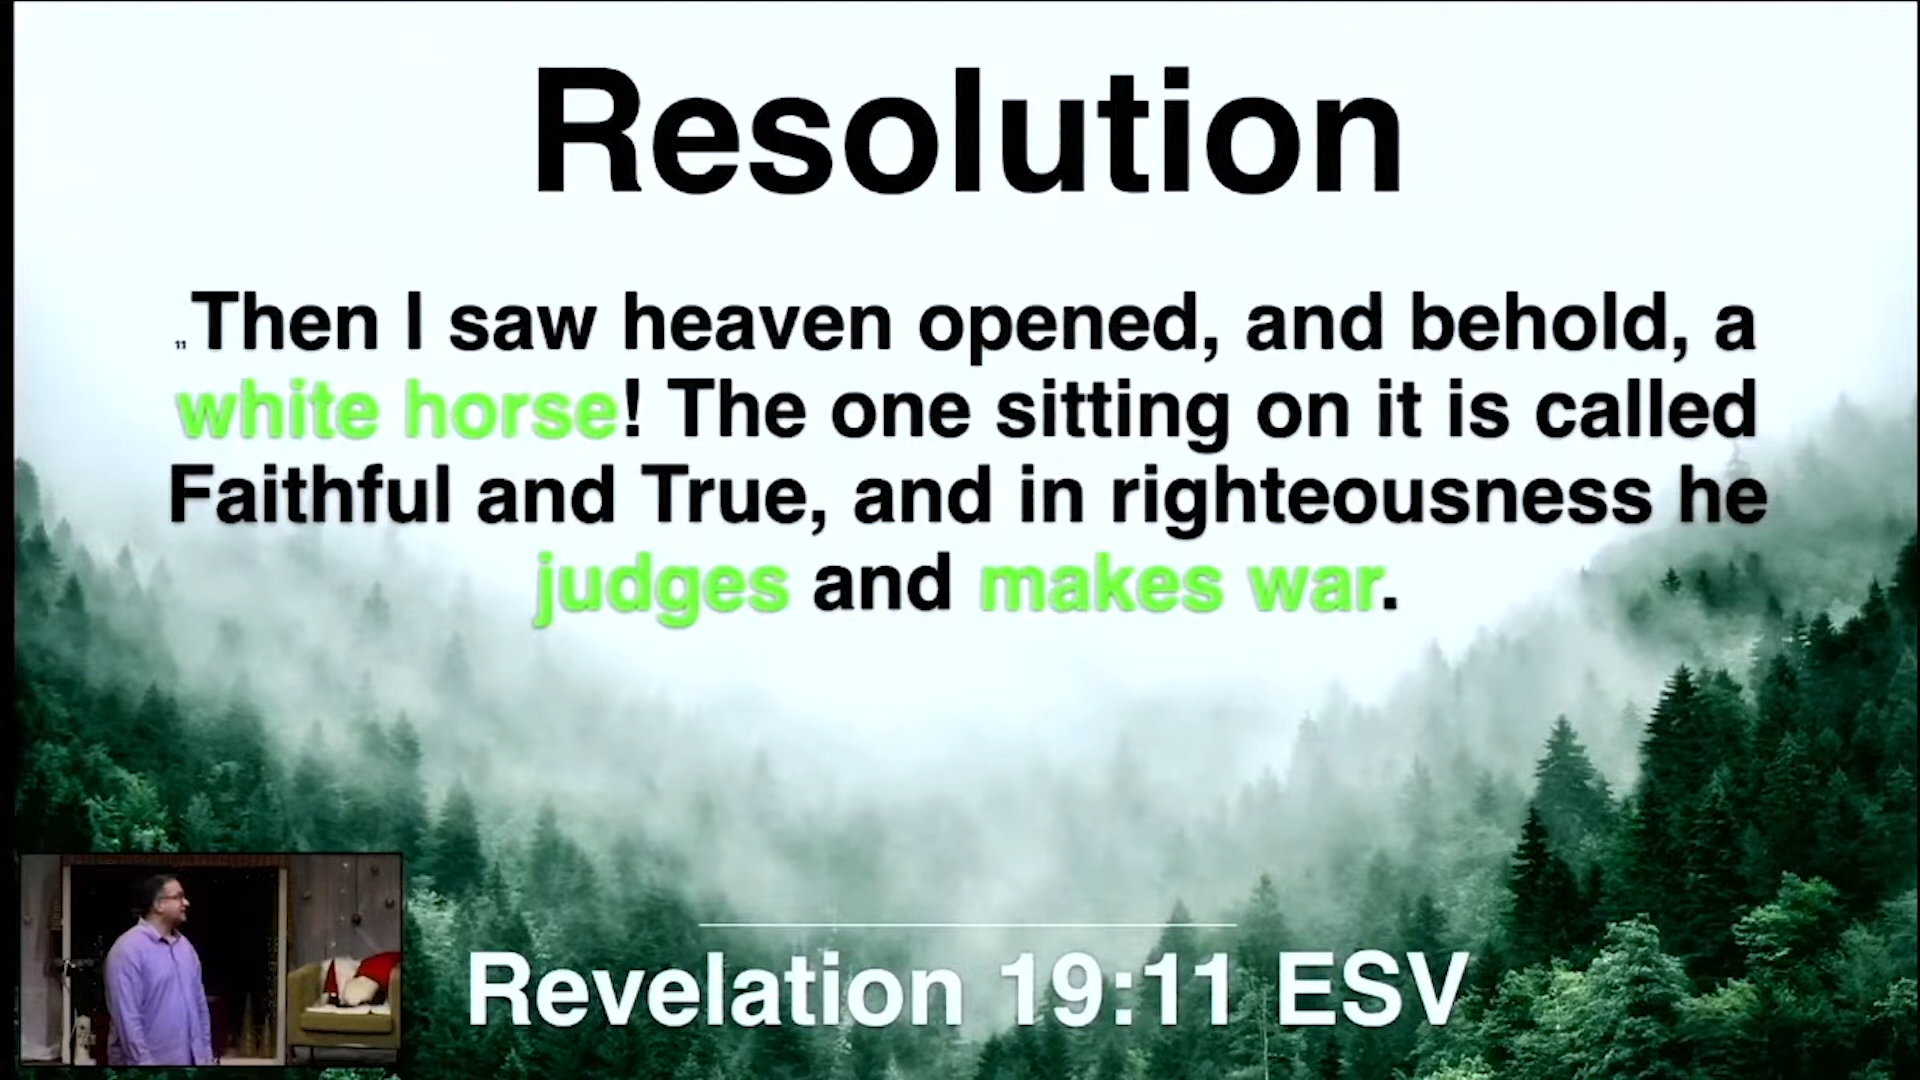 Resolution
11 Then I saw heaven opened, and behold, a
white horse! The one sitting on it is called
Faithful and True, and in righteousness he
judges and makes war.
Revelation 19:11 ESV